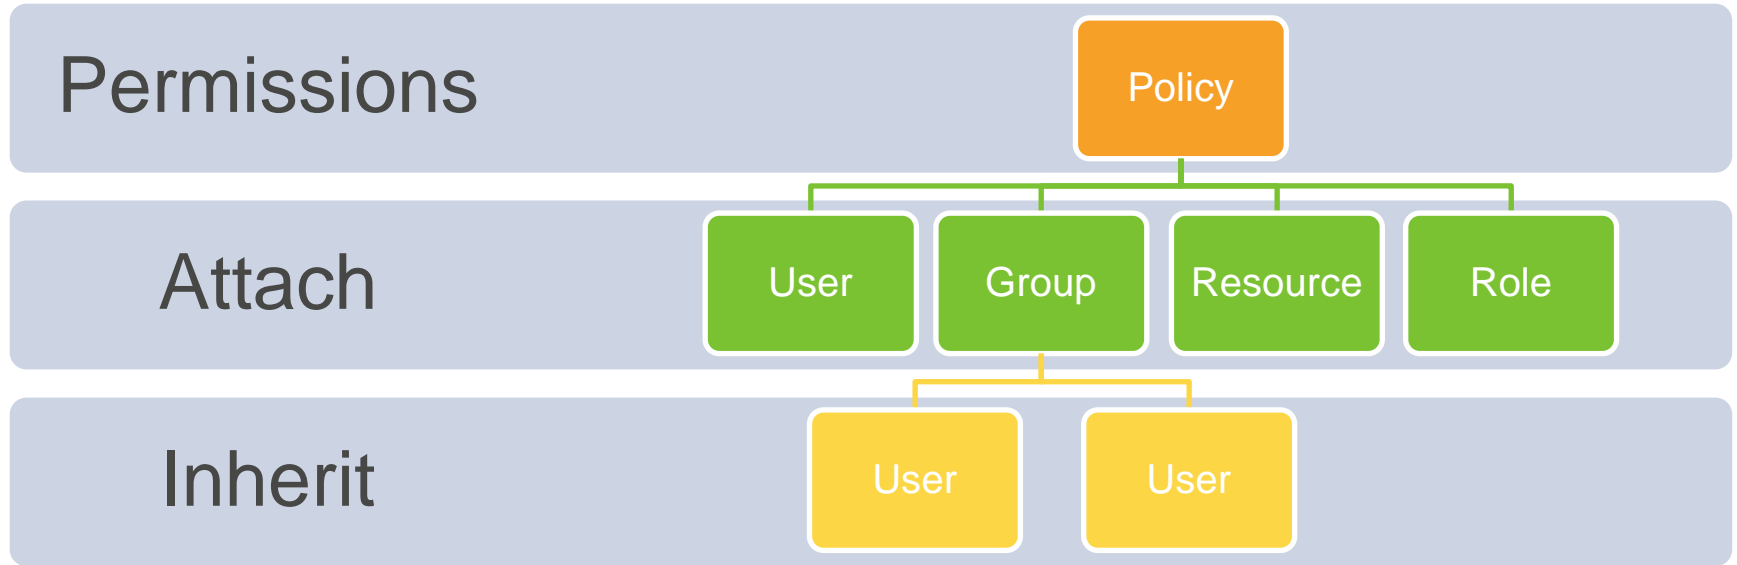 Permissions
Policy
Attach
User
Group
Resource
Role
Inherit
User
User